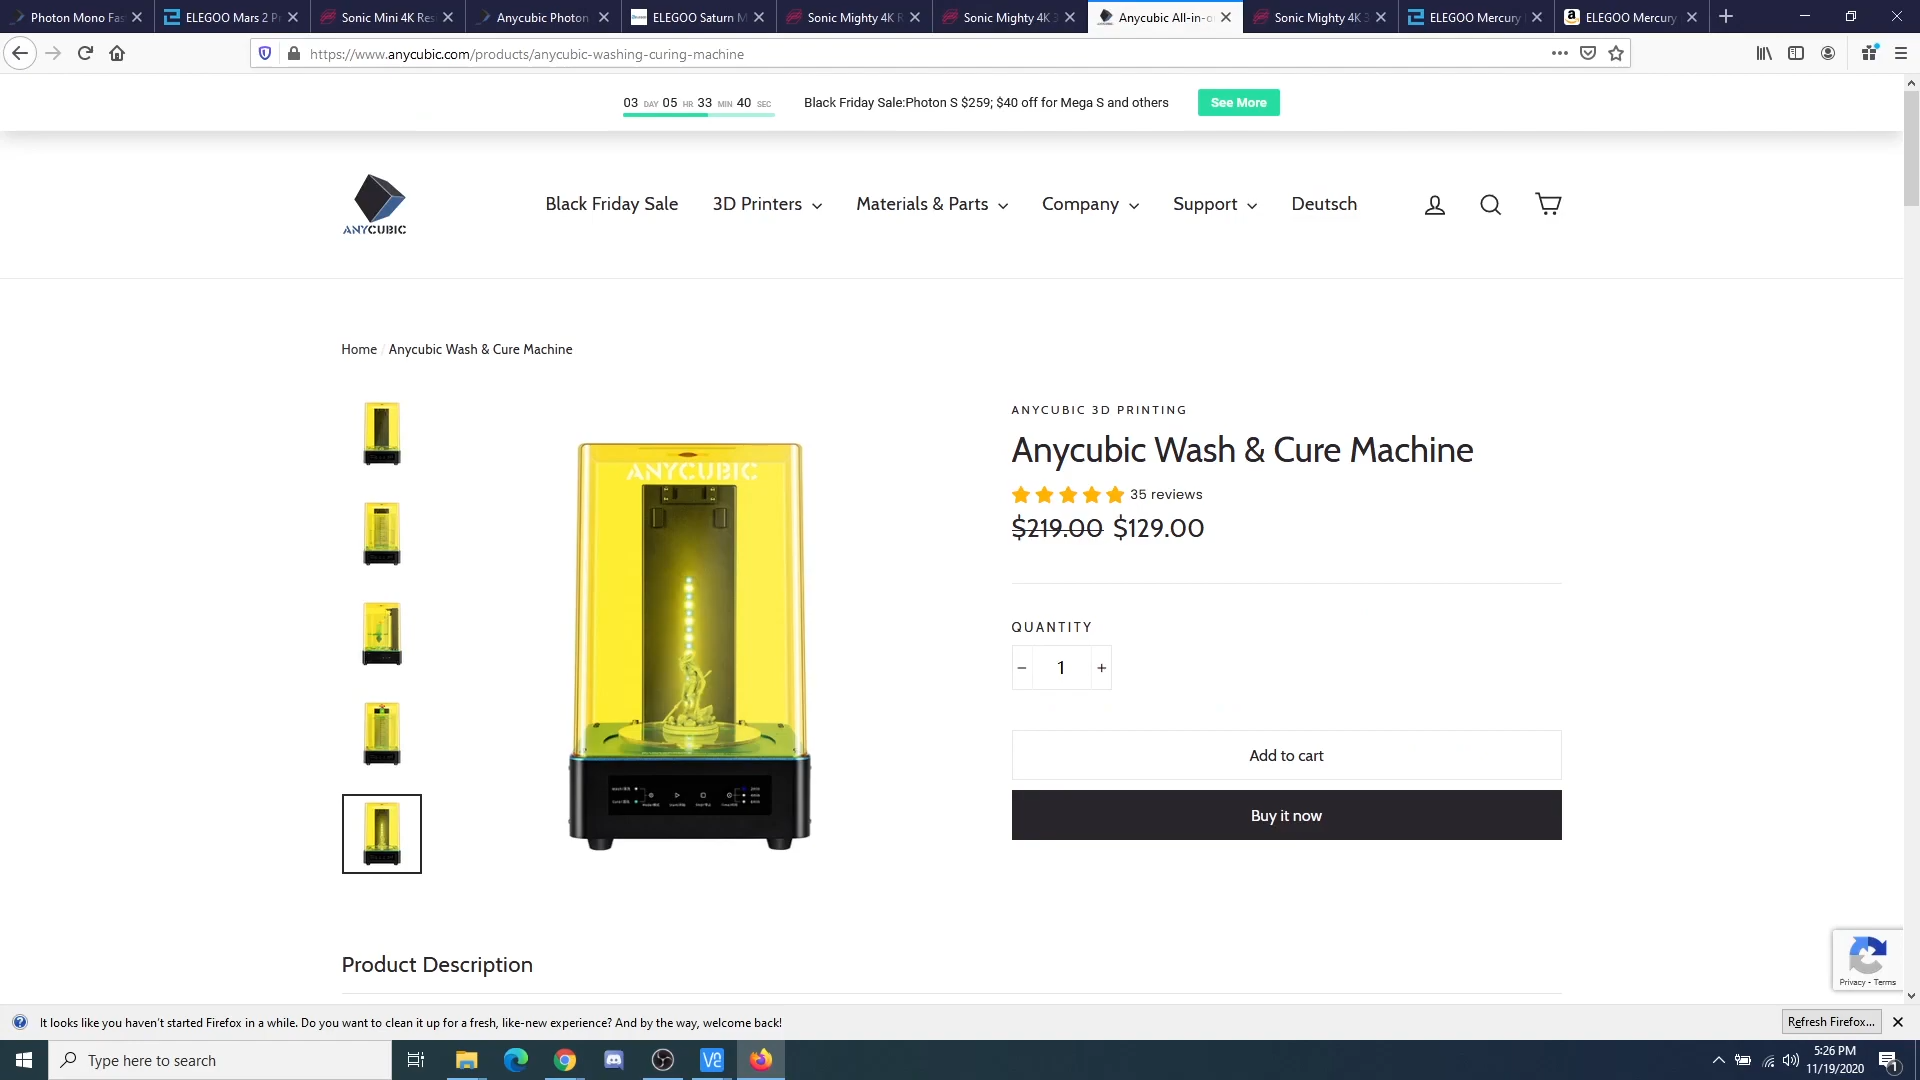 Photon Mono Fas
ELEGOO Mars 2 P
Sonic Mini 4K Res
Anycubic Photon
ELEGOO Saturn M
Sonic Mighty 4K R
Sonic Mighty 4K 3
Anycubic All-in-o
Sonic Mighty 4K 3
ELEGOO Mercury
ELEGOO Mercury
https://www.anycubic.com/products/anycubic-washing-curing-machine
03 DAY 05 HR 33 MIN 40 SEC
Black Friday Sale:Photon S $259; $40 off for Mega S and others
See More
ANYCUBIC
Black Friday Sale
3D Printers
Materials & Parts
Company
Support
Deutsch
Home / Anycubic Wash & Cure Machine
ANYCUBIC 3D PRINTING
Anycubic Wash & Cure Machine
35 reviews
$219.00 $129.00
ANYCUBIC
QUANTITY
− 1 +
Add to cart
Buy it now
Product Description
Privacy - Terms
It looks like you haven't started Firefox in a while. Do you want to clean it up for a fresh, like-new experience? And by the way, welcome back!
Refresh Firefox...
Type here to search
5:26 PM
11/19/2020
1